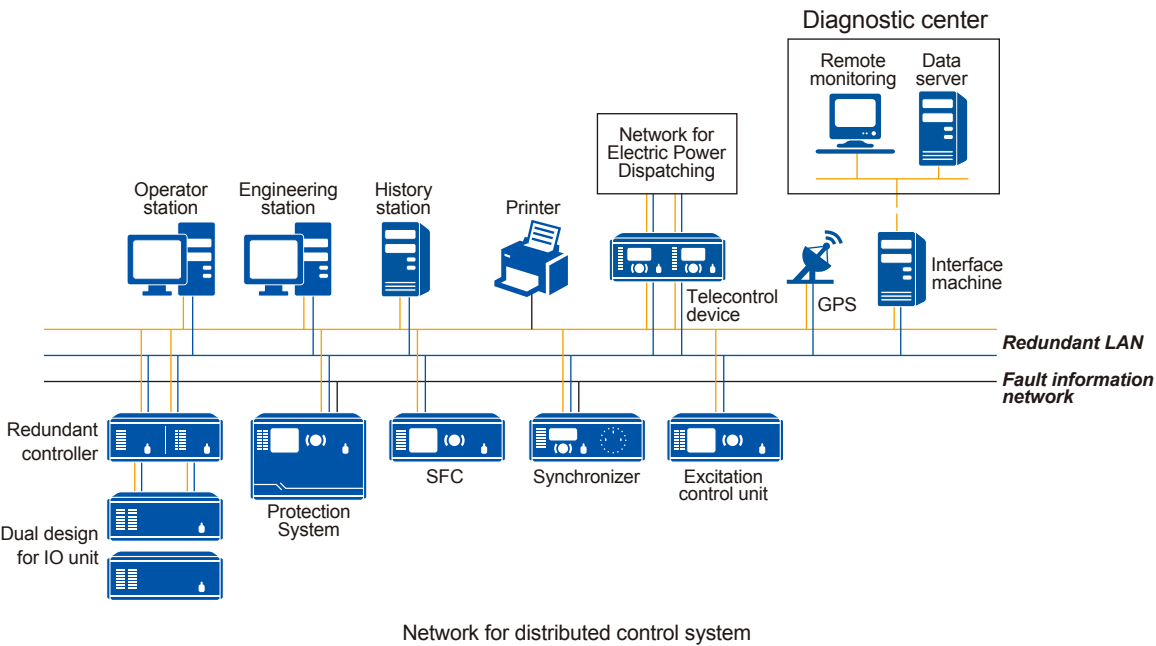 Diagnostic center
Remote
monitoring
Data
server
Network for
Electric Power
Dispatching
Operator
station
Engineering
station
History
station
Printer
Telecontrol
device
GPS
Interface
machine
Redundant LAN
Fault information
network
Redundant
controller
Protection
System
SFC
Synchronizer
Excitation
control unit
Dual design
for IO unit
Network for distributed control system